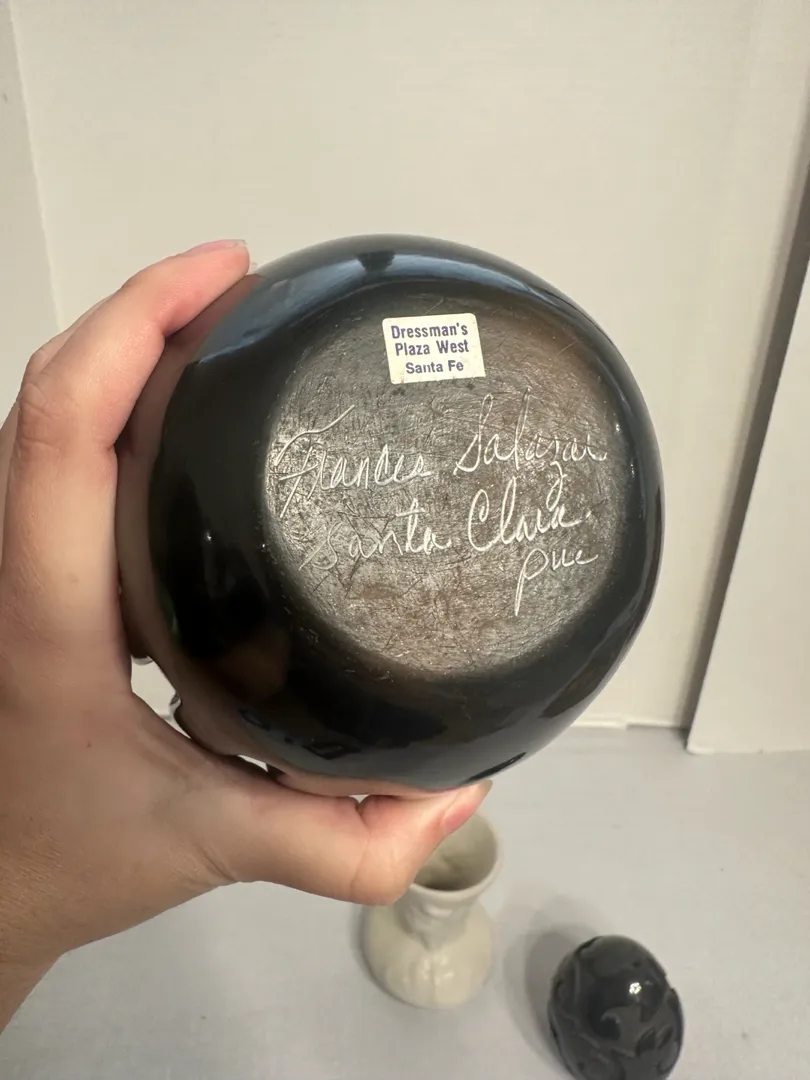 Dressman's
Plaza West
Santa Fe
Frances Salazar
Santa Clara
pue